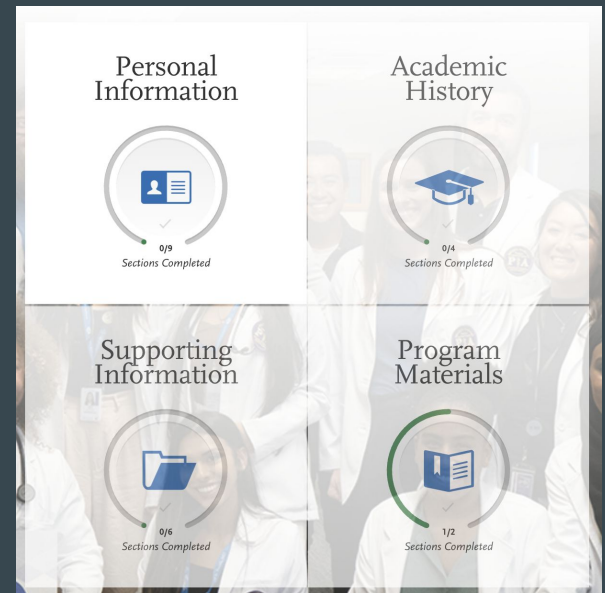 Personal
Information
0/9
Sections Completed
Academic
History
0/4
Sections Completed
Supporting
Information
0/6
Sections Completed
Program
Materials
1/2
Sections Completed